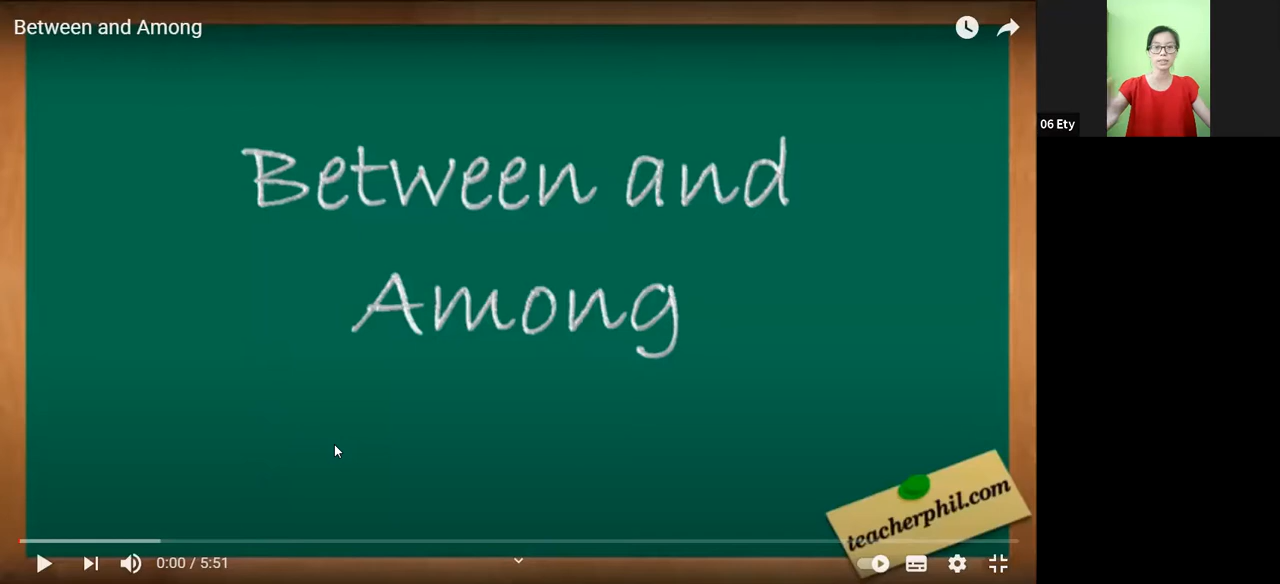 Between and Among
06 Ety
Between and
Among
teacherphil.com
0:00 / 5:51